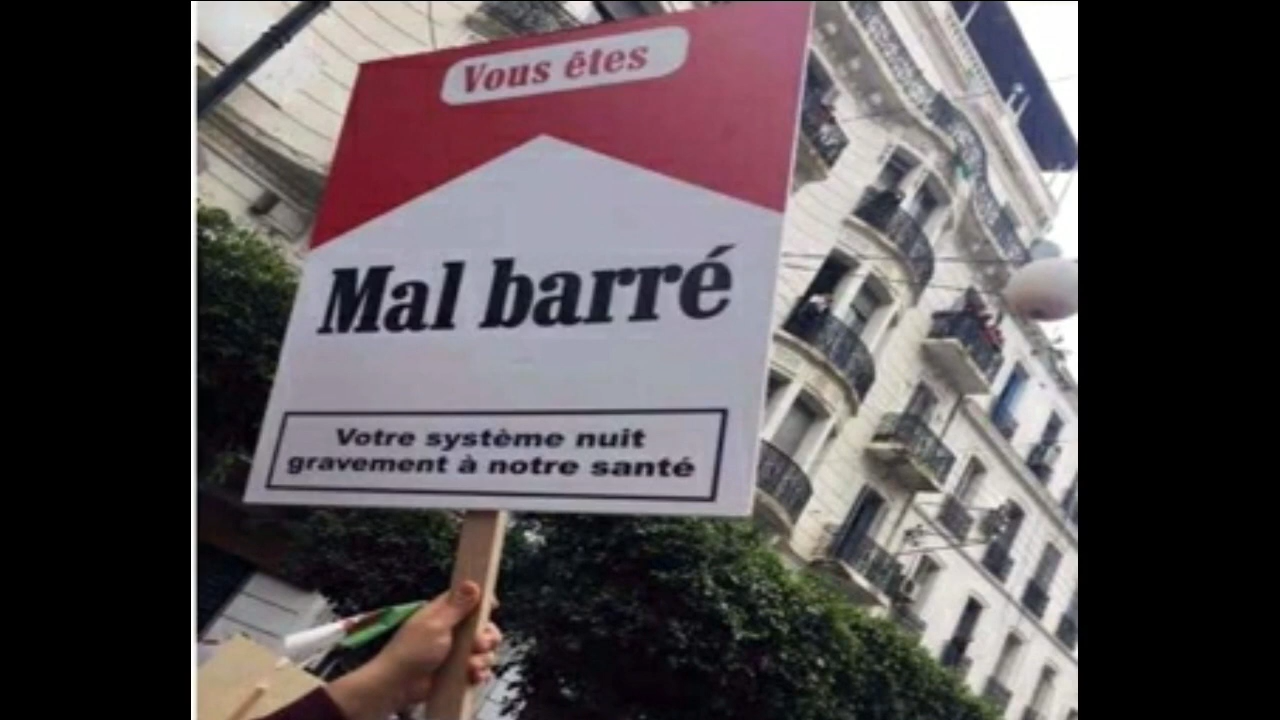 Vous êtes
Mal barré
Votre système nuit
gravement à notre santé